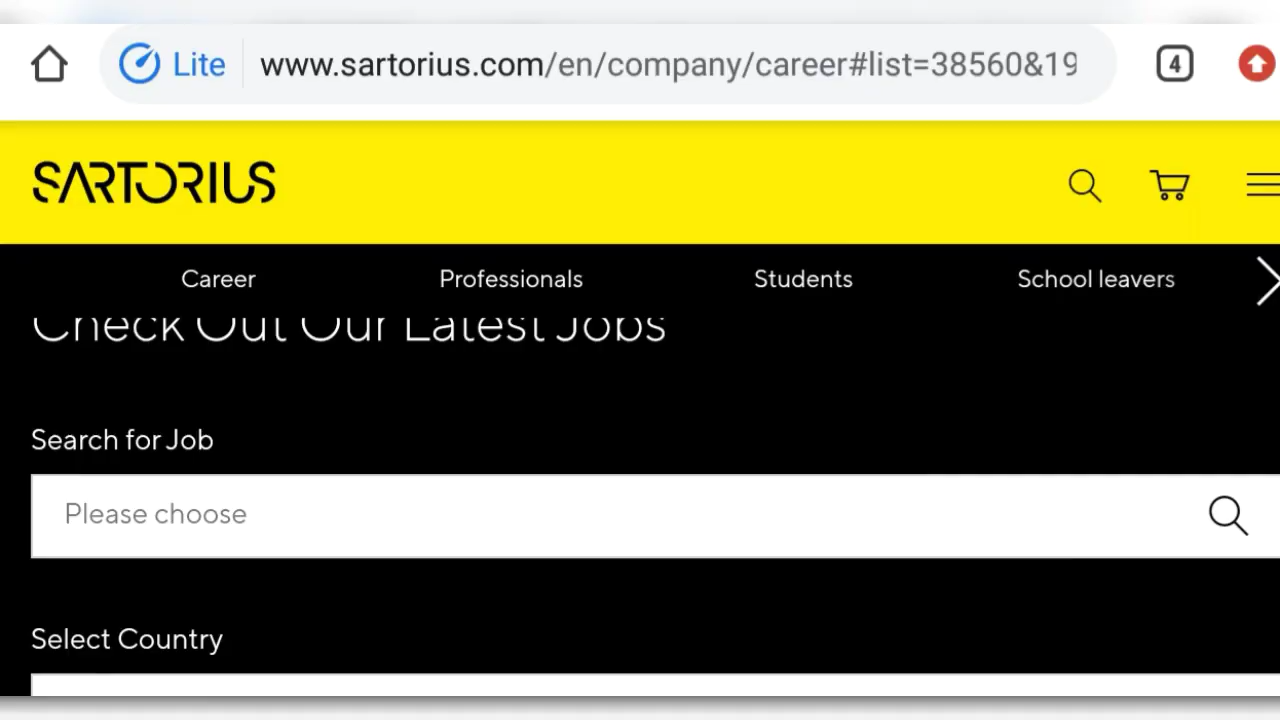 Lite www.sartorius.com/en/company/career#list=38560&19 4
SARTORIUS
Career Professionals Students School leavers
Check Out Our Latest Jobs
Search for Job
Please choose
Select Country